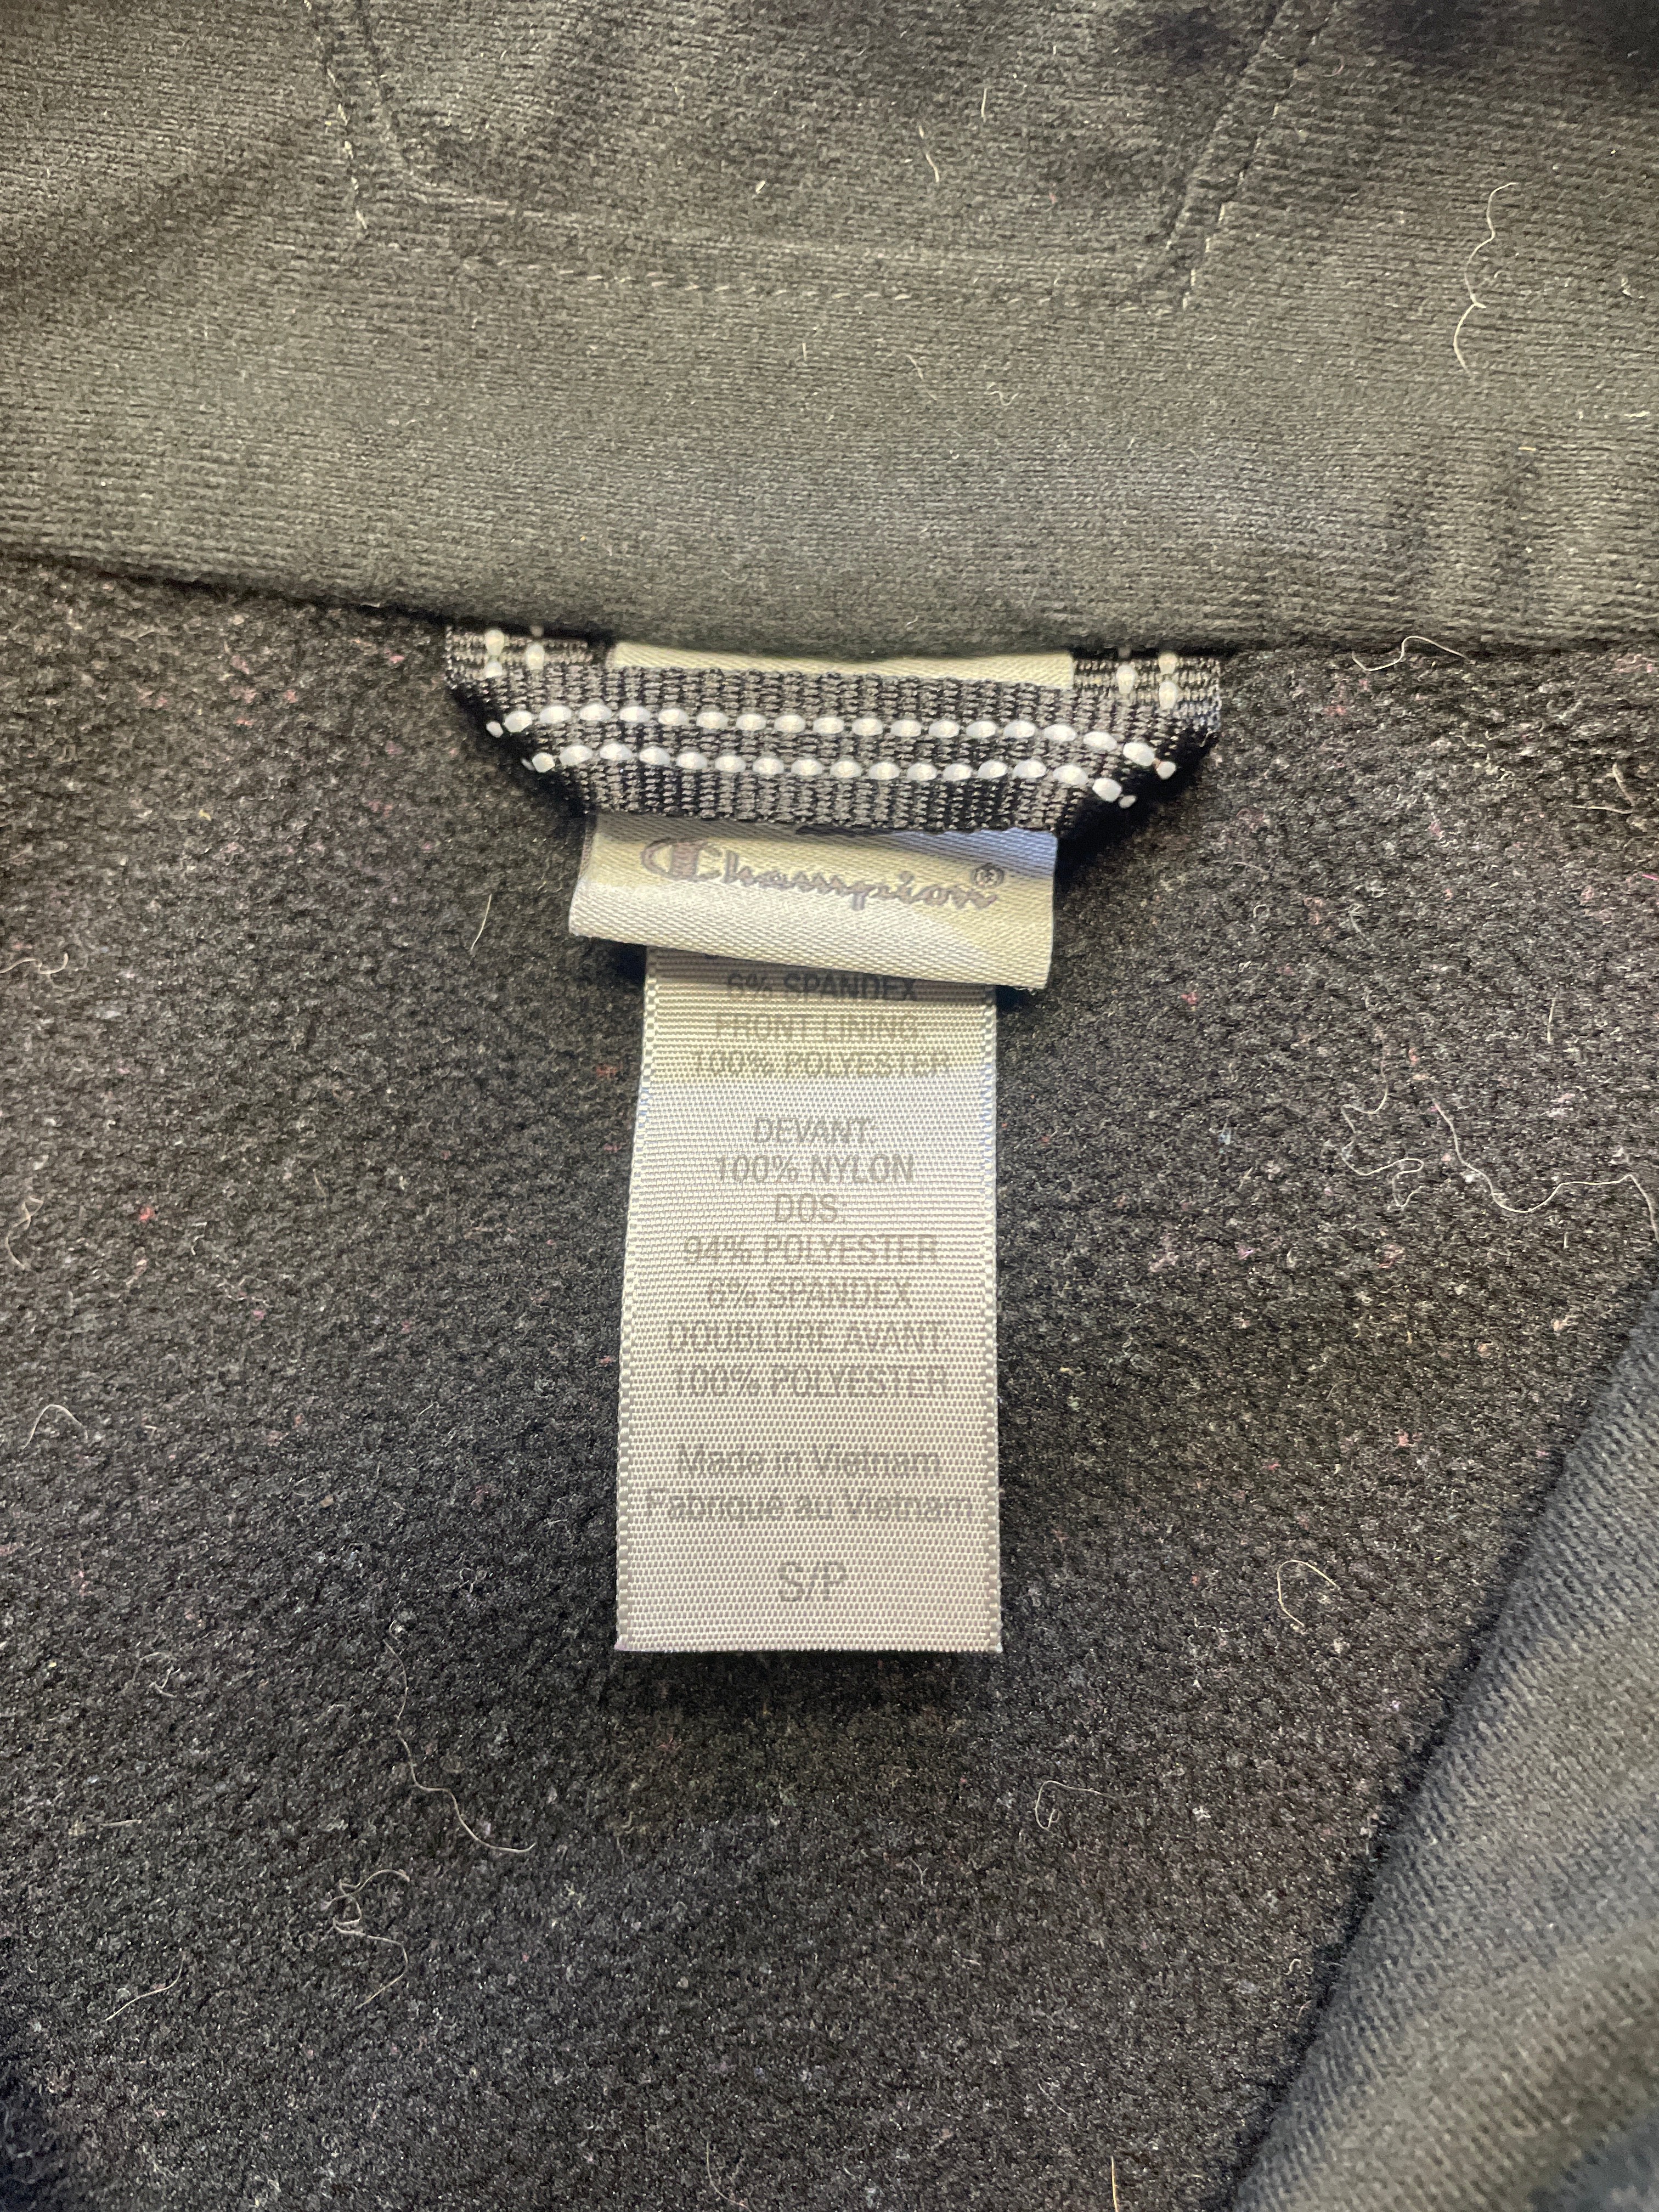 Champion®
6% SPANDEX
FRONT LINING:
100% POLYESTER
DEVANT:
100% NYLON
DOS:
94% POLYESTER
6% SPANDEX
DOUBLURE AVANT:
100% POLYESTER
Made in Vietnam
Fabriqué au Vietnam
S/P